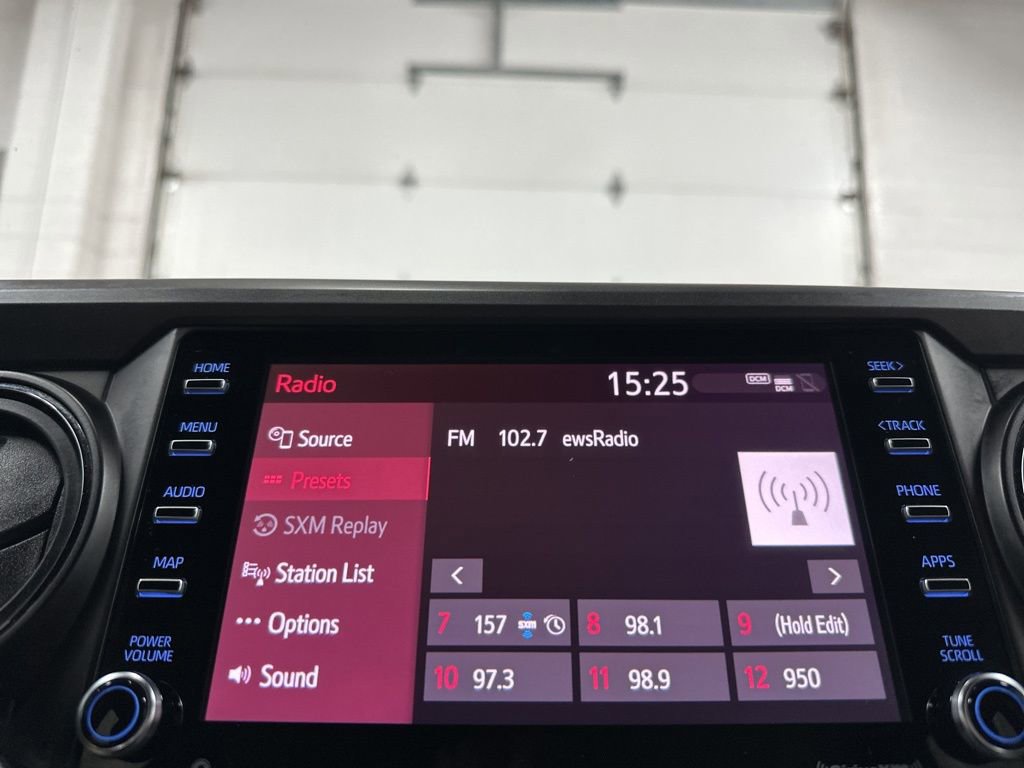 HOME
MENU
AUDIO
MAP
POWER
VOLUME
Radio
15:25
DCM
DCM
Source
Presets
SXM Replay
Station List
Options
Sound
FM 102.7 ewsRadio
<
>
7 157 sxm
8 98.1
9 (Hold Edit)
10 97.3
11 98.9
12 950
SEEK>
<TRACK
PHONE
APPS
TUNE
SCROLL